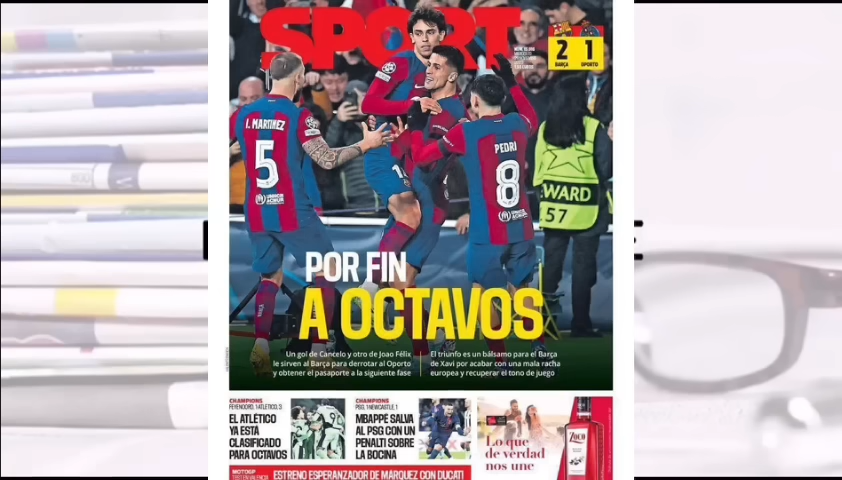 SPORT
2 1
BARÇA OPORTO
I. MARTÍNEZ
5
PEDRI
8
WARD
57
POR FIN
A OCTAVOS
Un gol de Cancelo y otro de Joao Félix
le sirven al Barça para derrotar al Oporto
y obtener el pasaporte a la siguiente fase
El triunfo es un bálsamo para el Barça
de Xavi por acabar con una mala racha
europea y recuperar el tono de juego
CHAMPIONS
FEYENOORD, 1-ATLÉTICO, 3
EL ATLÉTICO
YA ESTÁ
CLASIFICADO
PARA OCTAVOS
CHAMPIONS
PSG, 1-NEWCASTLE, 1
MBAPPÉ SALVA
AL PSG CON UN
PENALTI SOBRE
LA BOCINA
Lo que
de verdad
nos une
ZOCO
MOTOGP
TEST EN VALENCIA
ESTRENO ESPERANZADOR DE MÁRQUEZ CON DUCATI